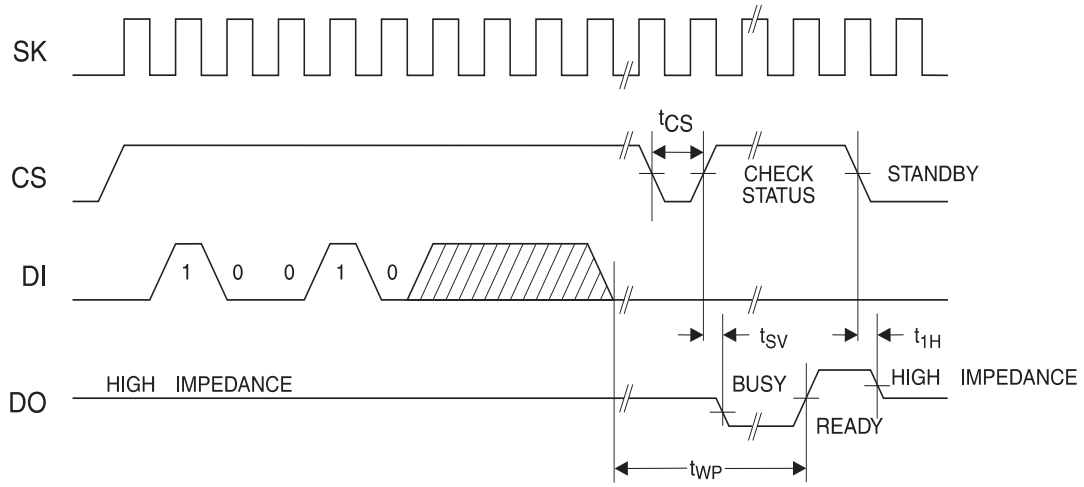 SK
CS
tCS
CHECK
STATUS
STANDBY
DI
1 0 0 1 0
tSV
t1H
DO
HIGH IMPEDANCE
BUSY
READY
HIGH IMPEDANCE
tWP